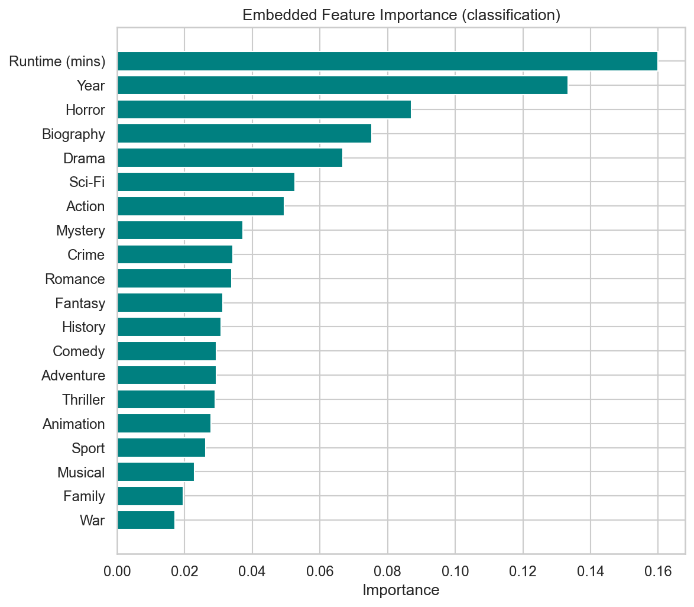 Embedded Feature Importance (classification)
Runtime (mins)
Year
Horror
Biography
Drama
Sci-Fi
Action
Mystery
Crime
Romance
Fantasy
History
Comedy
Adventure
Thriller
Animation
Sport
Musical
Family
War
0.00 0.02 0.04 0.06 0.08 0.10 0.12 0.14 0.16
Importance